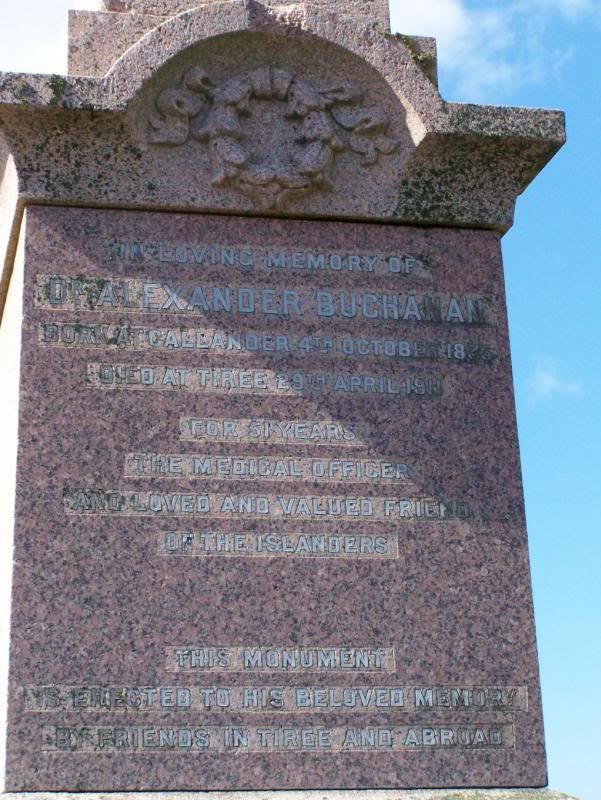 IN LOVING MEMORY OF
DR ALEXANDER BUCHANAN
BORN AT CALLANDER 4TH OCTOBER
DIED AT TIREE 29TH APRIL 1911
FOR 51 YEARS
THE MEDICAL OFFICER
AND LOVED AND VALUED FRIEND
OF THE ISLANDERS
THIS MONUMENT
IS ERECTED TO HIS BELOVED MEMORY
BY FRIENDS IN TIREE AND ABROAD